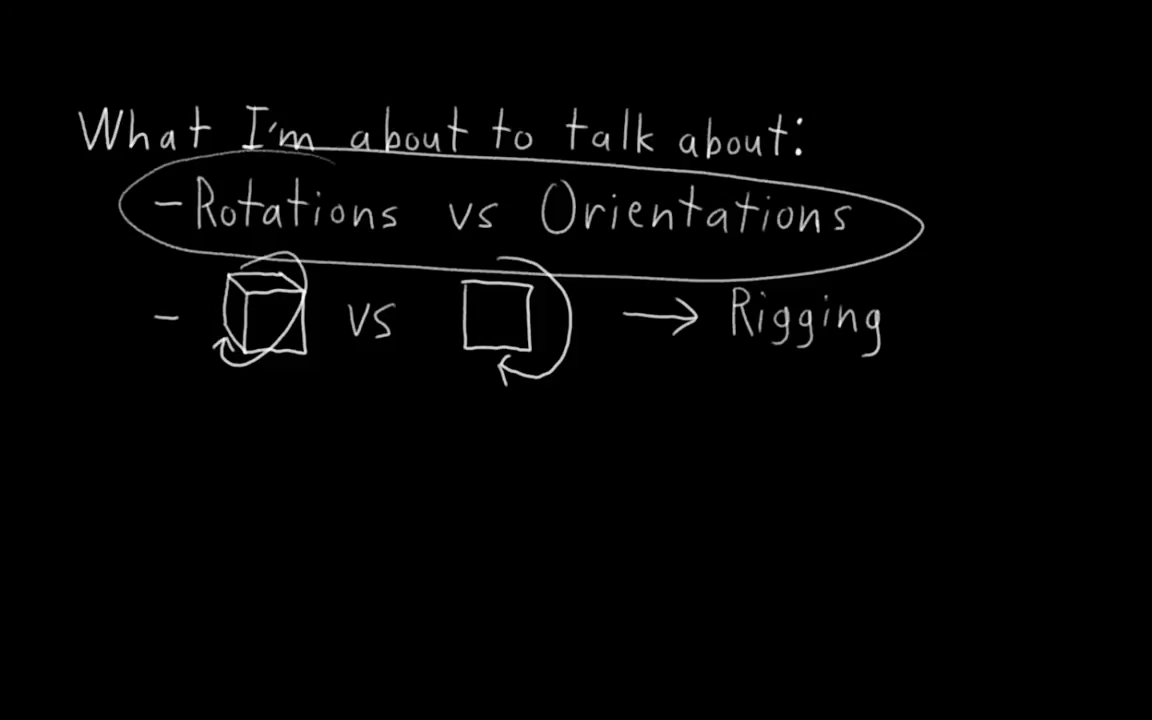 What I'm about to talk about:
- Rotations vs Orientations
- vs → Rigging